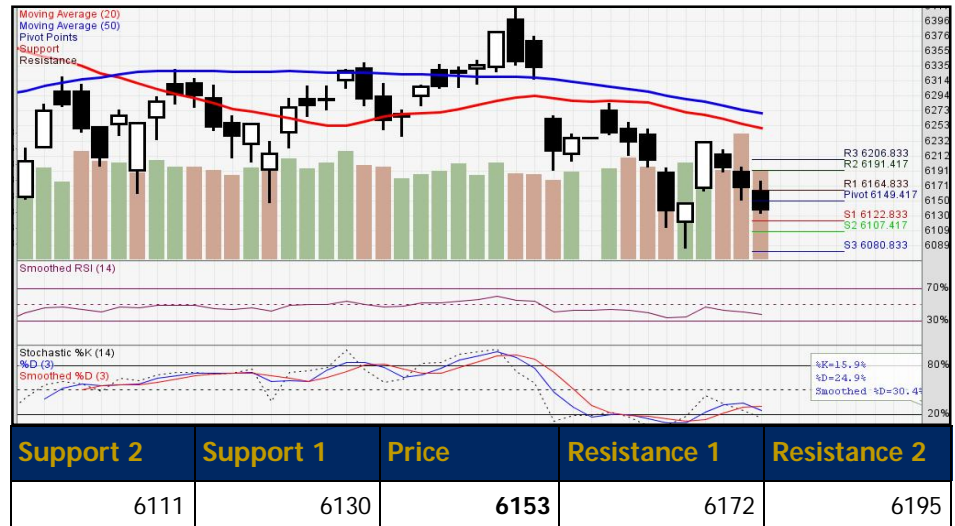 Moving Average (20)
Moving Average (50)
Pivot Points
Support
Resistance
6396
6376
6355
6335
6314
6294
6273
6253
6232
6212
6191
6171
6150
6130
6109
6089
R3 6206.833
R2 6191.417
R1 6164.833
Pivot 6149.417
S1 6122.833
S2 6107.417
S3 6080.833
Smoothed RSI (14)
70%
30%
Stochastic %K (14)
%D (3)
Smoothed %D (3)
%K=15.9%
%D=24.9%
Smoothed %D=30.4%
80%
20%
Support 2 Support 1 Price Resistance 1 Resistance 2
6111 6130 6153 6172 6195